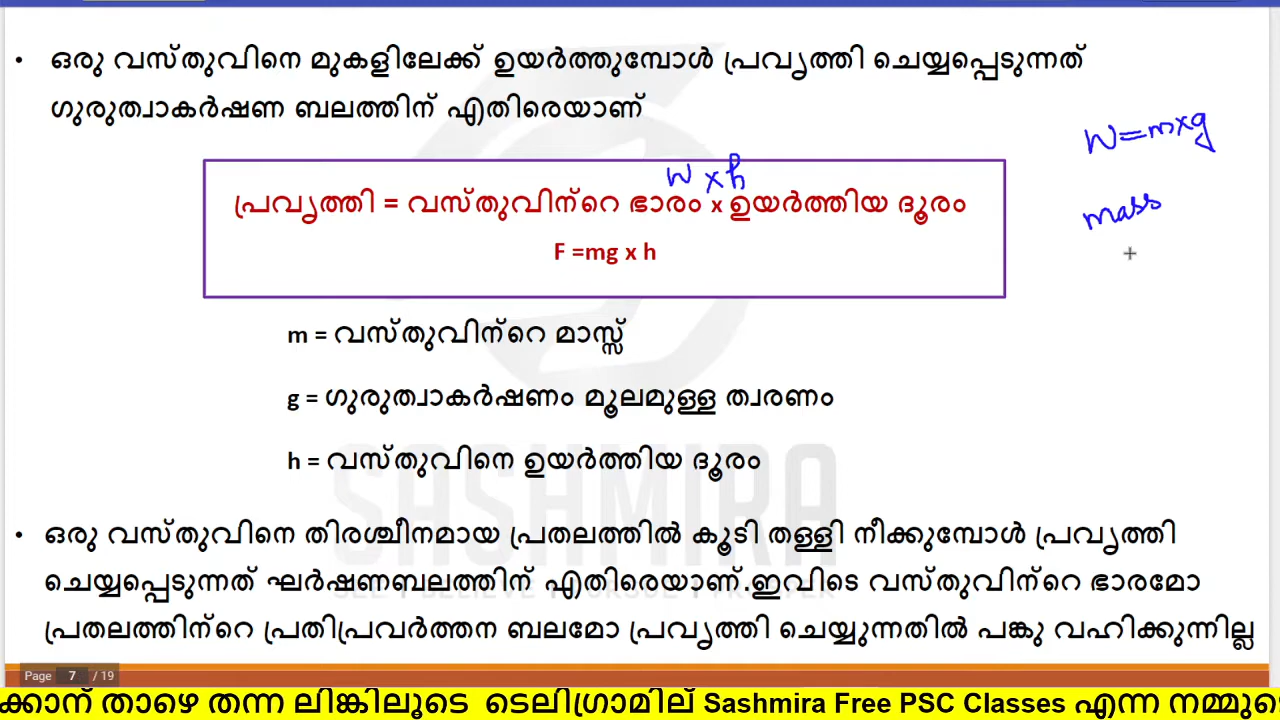 • ഒരു വസ്തുവിനെ മുകളിലേക്ക് ഉയർത്തുമ്പോൾ പ്രവൃത്തി ചെയ്യപ്പെടുന്നത്
ഗുരുത്വാകർഷണ ബലത്തിന് എതിരെയാണ്
W = m x g
W x h
പ്രവൃത്തി = വസ്തുവിന്റെ ഭാരം x ഉയർത്തിയ ദൂരം
mass
F =mg x h
m = വസ്തുവിന്റെ മാസ്സ്
g = ഗുരുത്വാകർഷണം മൂലമുള്ള ത്വരണം
h = വസ്തുവിനെ ഉയർത്തിയ ദൂരം
SASHMIRA
• ഒരു വസ്തുവിനെ തിരശ്ചീനമായ പ്രതലത്തിൽ കൂടി തള്ളി നീക്കുമ്പോൾ പ്രവൃത്തി
ചെയ്യപ്പെടുന്നത് ഘർഷണബലത്തിന് എതിരെയാണ്.ഇവിടെ വസ്തുവിന്റെ ഭാരമോ
പ്രതലത്തിന്റെ പ്രതിപ്രവർത്തന ബലമോ പ്രവൃത്തി ചെയ്യുന്നതിൽ പങ്കു വഹിക്കുന്നില്ല
Page 7 / 19
ക്കാന് താഴെ തന്ന ലിങ്കിലൂടെ ടെലിഗ്രാമില് Sashmira Free PSC Classes എന്ന നമ്മുടെ